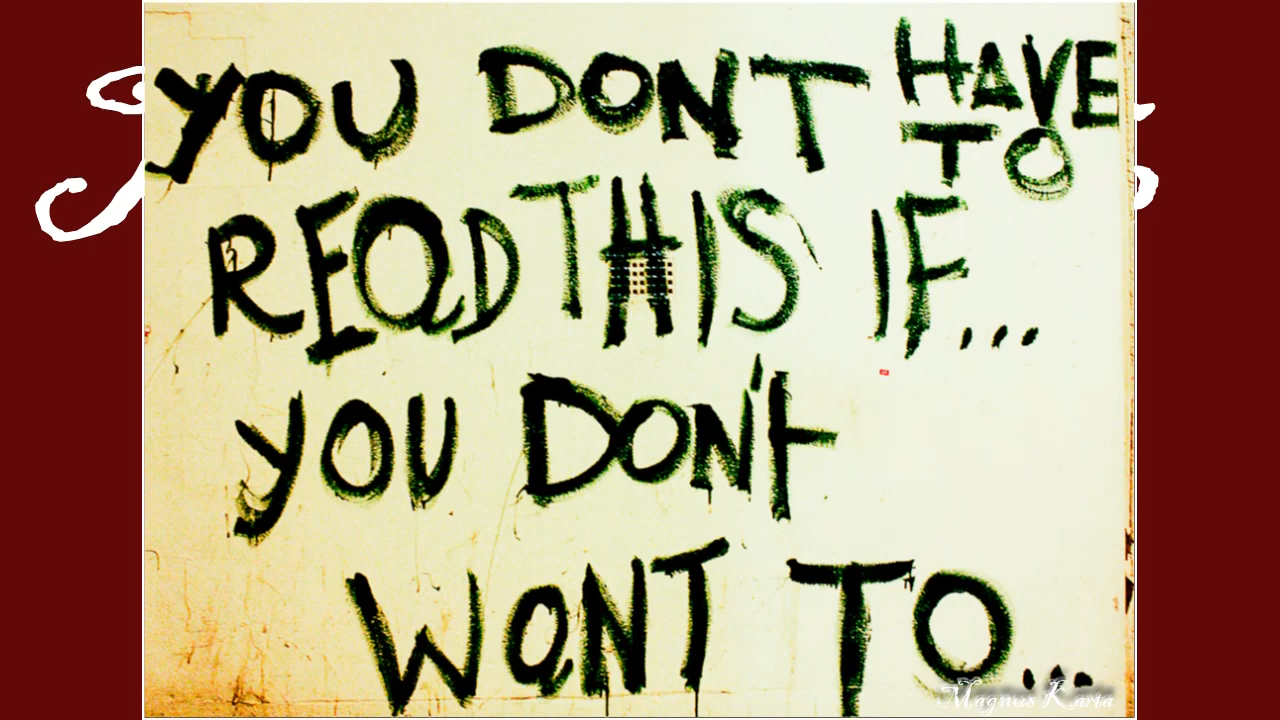 YOU DONT HAVE
TO
READ THIS IF...
YOU DON'T
WANT TO...
Magnus Karta